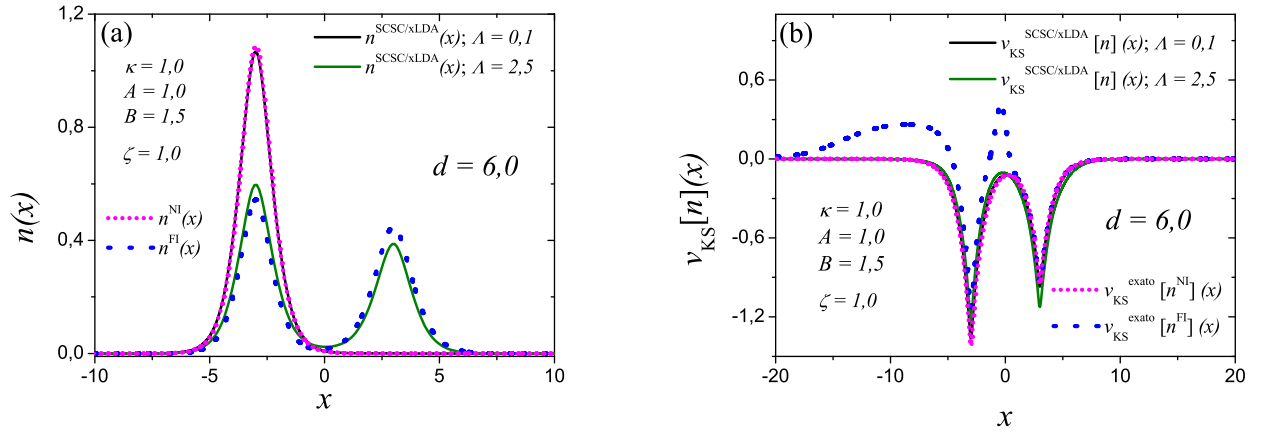 (a)
n^SCSC/xLDA(x); Λ = 0,1
n^SCSC/xLDA(x); Λ = 2,5
κ = 1,0
A = 1,0
B = 1,5
ζ = 1,0
d = 6,0
n^NI(x)
n^FI(x)
1,2
0,8
0,4
0,0
n(x)
-10 -5 0 5 10
x
(b)
v_KS^SCSC/xLDA [n] (x); Λ = 0,1
v_KS^SCSC/xLDA [n] (x); Λ = 2,5
κ = 1,0
A = 1,0
B = 1,5
ζ = 1,0
d = 6,0
v_KS^exato [n^NI] (x)
v_KS^exato [n^FI] (x)
0,6
0,0
-0,6
-1,2
v_KS[n](x)
-20 -10 0 10 20
x